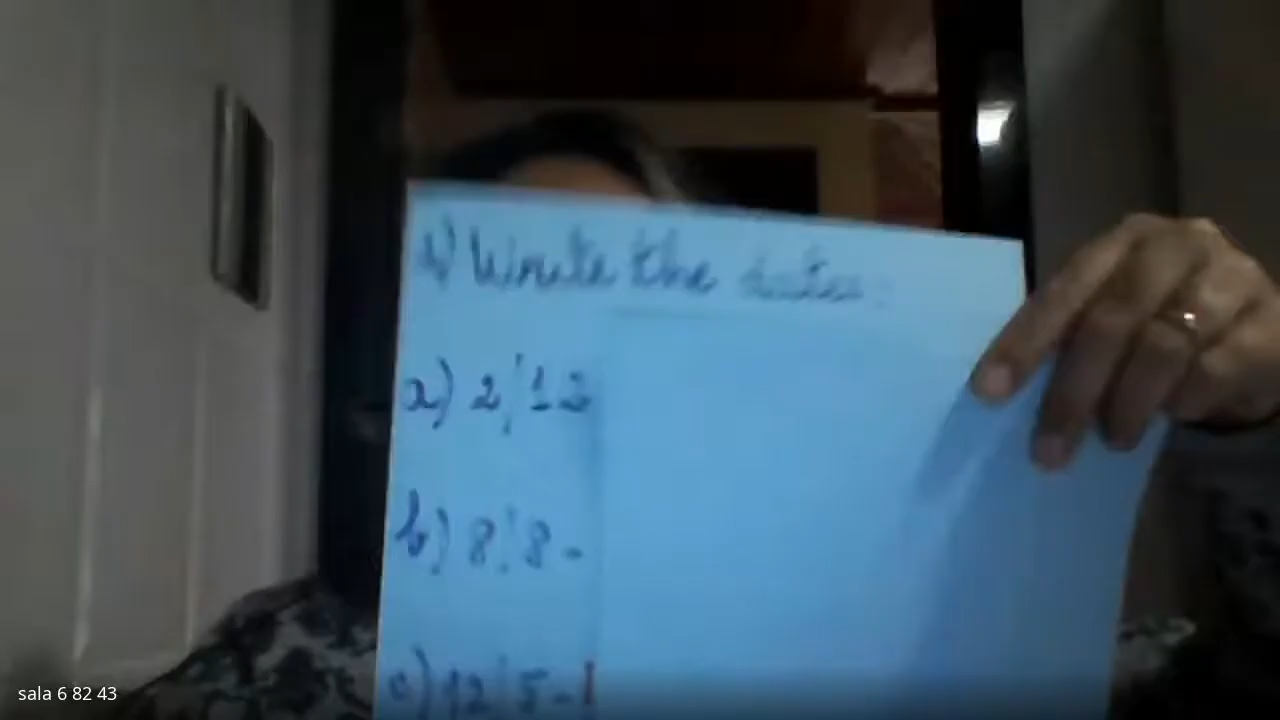 1) Write the dates:
a) 2/12
b) 8/8 -
c) 12/5 -
sala 6 82 43